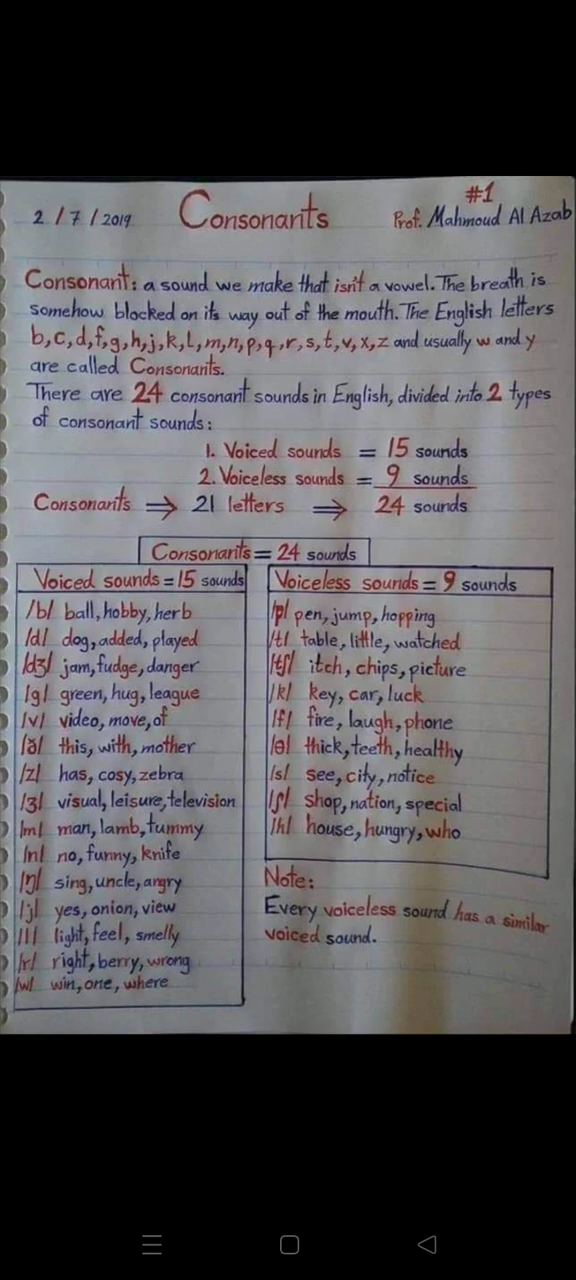 2 / 7 / 2019 Consonants #1
Prof. Mahmoud Al Azab
Consonant: a sound we make that isn't a vowel. The breath is
somehow blocked on its way out of the mouth. The English letters
b, c, d, f, g, h, j, k, l, m, n, p, q, r, s, t, v, x, z and usually w and y
are called Consonants.
There are 24 consonant sounds in English, divided into 2 types
of consonant sounds:
1. Voiced sounds = 15 sounds
2. Voiceless sounds = 9 sounds
Consonants ⇒ 21 letters ⇒ 24 sounds
Consonants = 24 sounds
Voiced sounds = 15 sounds
/b/ ball, hobby, herb
/d/ dog, added, played
/dʒ/ jam, fudge, danger
/g/ green, hug, league
/v/ video, move, of
/ð/ this, with, mother
/z/ has, cosy, zebra
/ʒ/ visual, leisure, television
/m/ man, lamb, tummy
/n/ no, funny, knife
/ŋ/ sing, uncle, angry
/j/ yes, onion, view
/l/ light, feel, smelly
/r/ right, berry, wrong
/w/ win, one, where
Voiceless sounds = 9 sounds
/p/ pen, jump, hopping
/t/ table, little, watched
/tʃ/ itch, chips, picture
/k/ key, car, luck
/f/ fire, laugh, phone
/θ/ thick, teeth, healthy
/s/ see, city, notice
/ʃ/ shop, nation, special
/h/ house, hungry, who
Note:
Every voiceless sound has a similar
voiced sound.